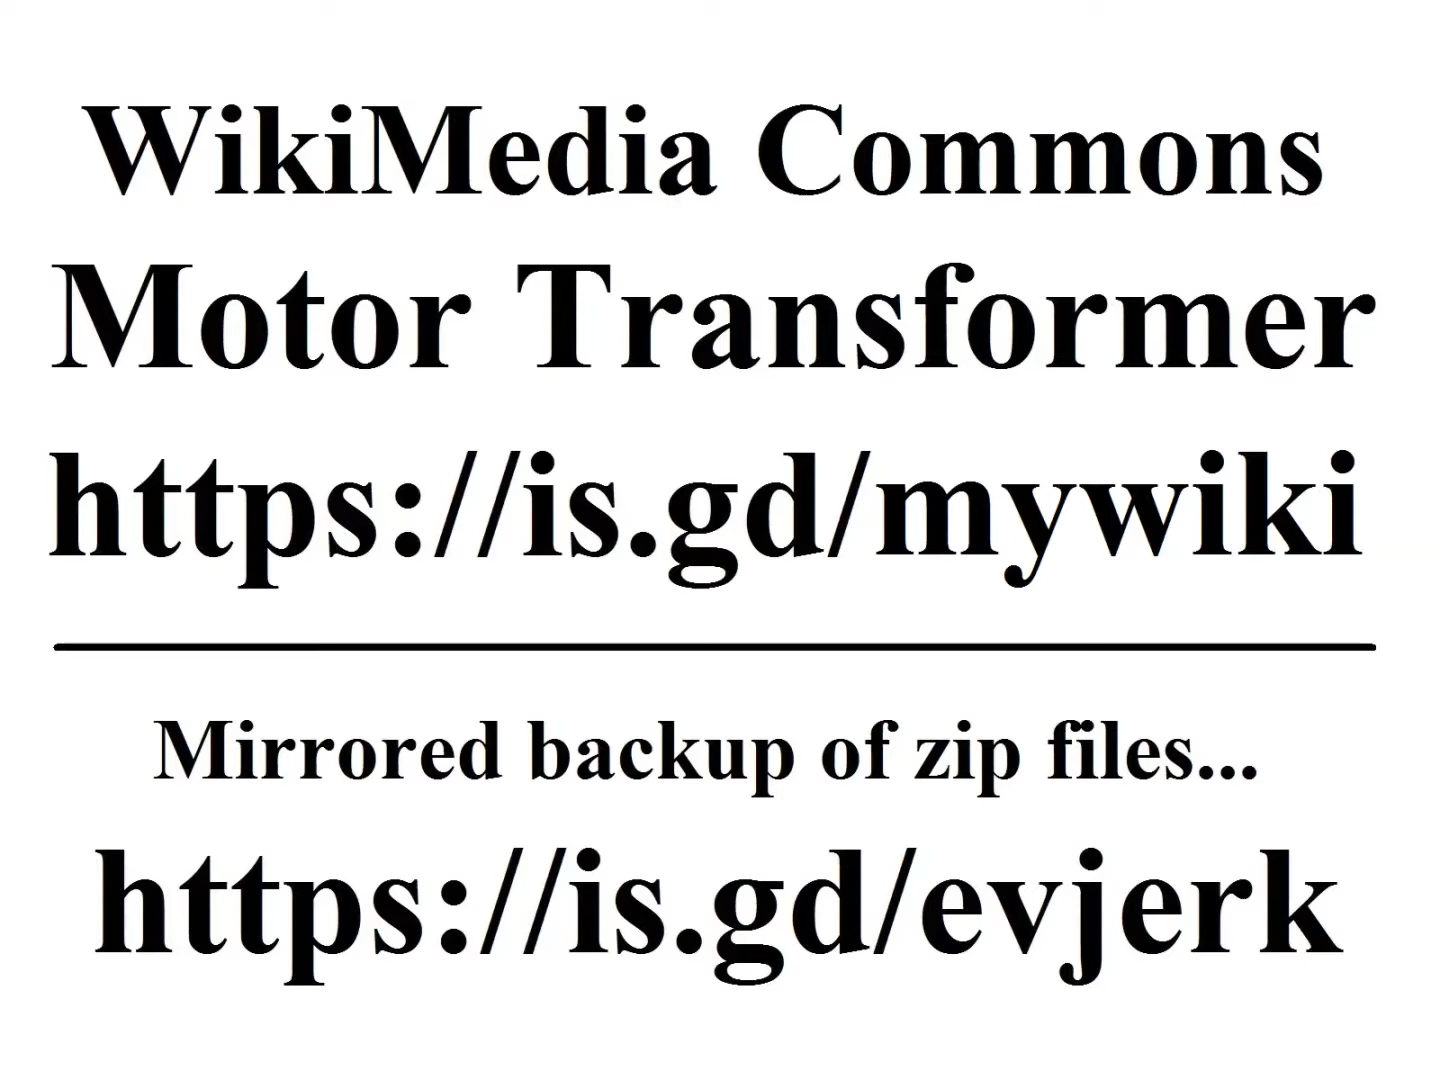 WikiMedia Commons
Motor Transformer
https://is.gd/mywiki
Mirrored backup of zip files...
https://is.gd/evjerk